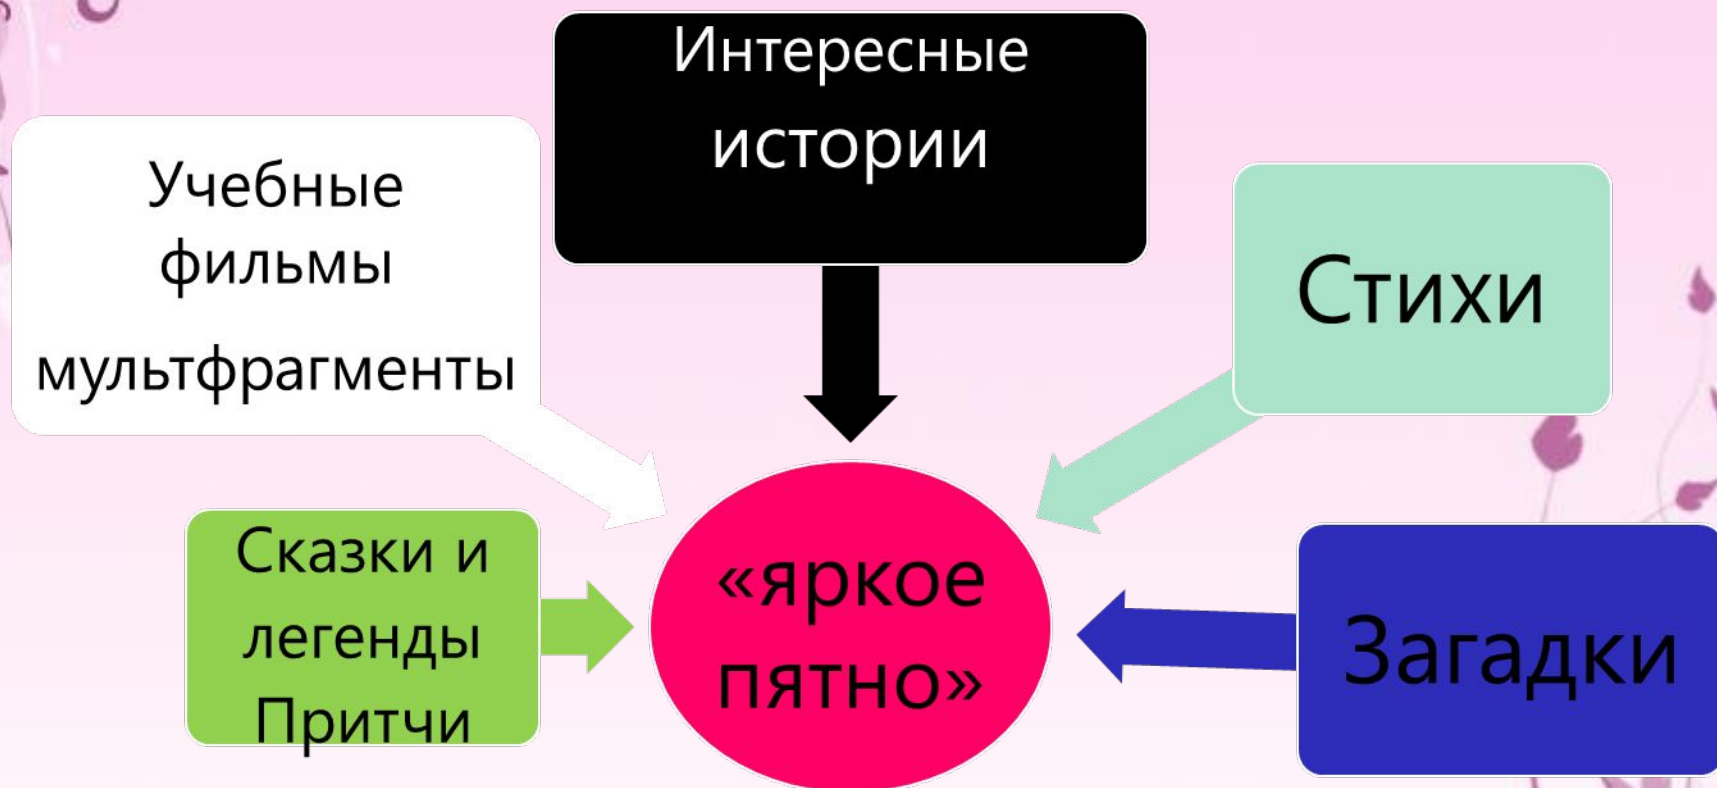 Интересные
истории
Учебные
фильмы
мультфрагменты
Стихи
Сказки и
легенды
Притчи
«яркое
пятно»
Загадки